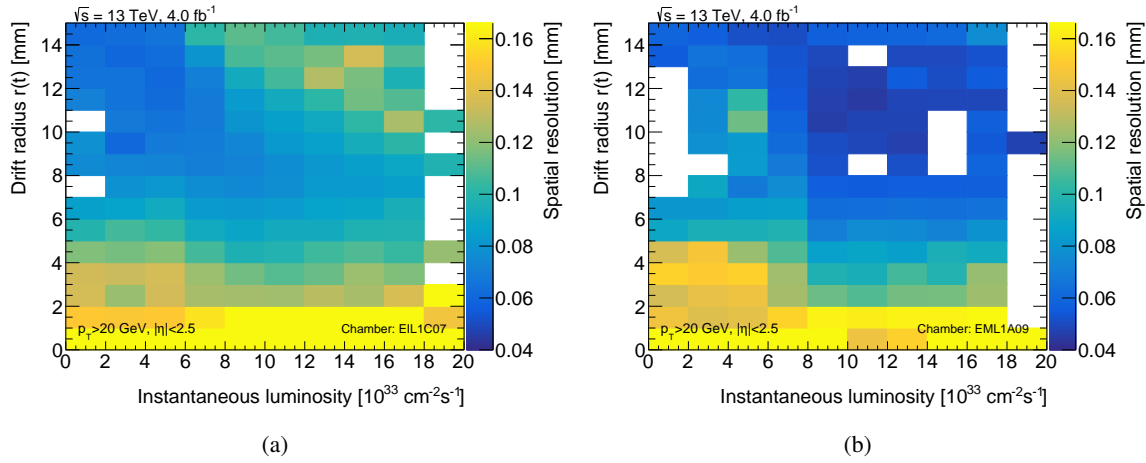 √s = 13 TeV, 4.0 fb⁻¹
Drift radius r(t) [mm]
14
12
10
8
6
4
2
0
p_T>20 GeV, |η|<2.5
Chamber: EIL1C07
0 2 4 6 8 10 12 14 16 18 20
Instantaneous luminosity [10³³ cm⁻²s⁻¹]
0.16
0.14
0.12
0.1
0.08
0.06
0.04
Spatial resolution [mm]
(a)
√s = 13 TeV, 4.0 fb⁻¹
Drift radius r(t) [mm]
14
12
10
8
6
4
2
0
p_T>20 GeV, |η|<2.5
Chamber: EML1A09
0 2 4 6 8 10 12 14 16 18 20
Instantaneous luminosity [10³³ cm⁻²s⁻¹]
0.16
0.14
0.12
0.1
0.08
0.06
0.04
Spatial resolution [mm]
(b)